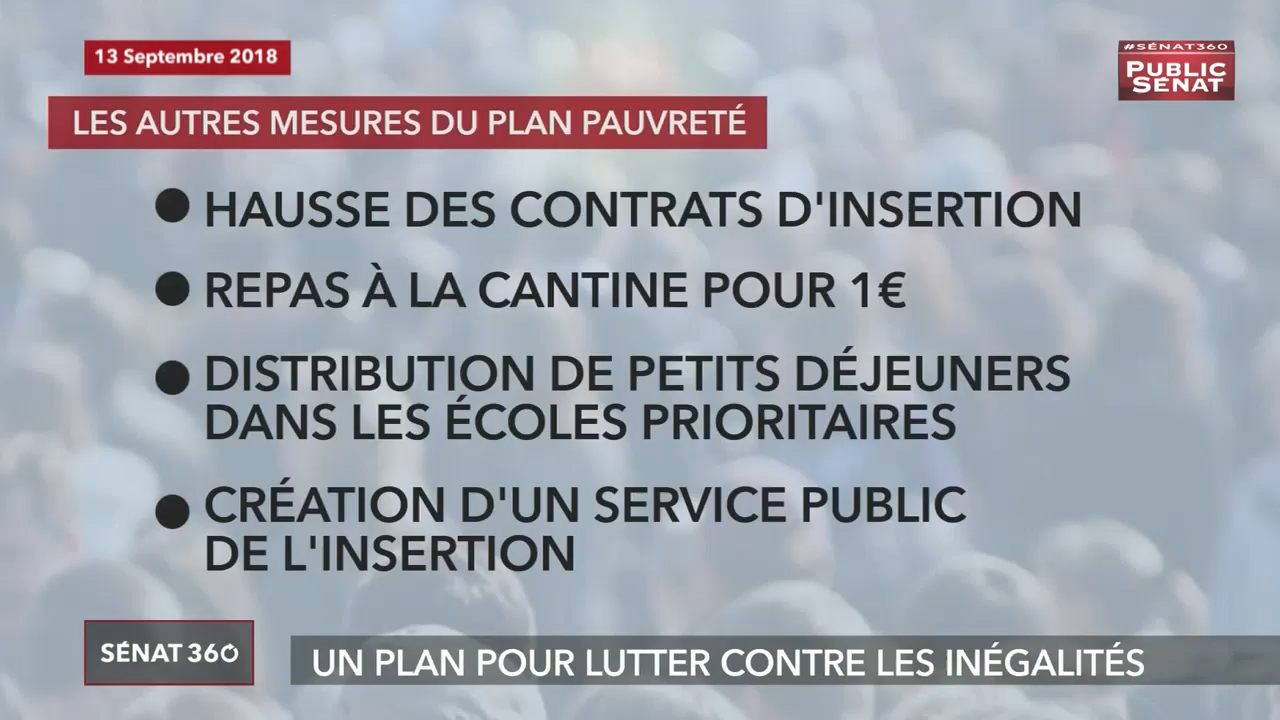 13 Septembre 2018
#SÉNAT360
PUBLIC
SÉNAT
LES AUTRES MESURES DU PLAN PAUVRETÉ
● HAUSSE DES CONTRATS D'INSERTION
● REPAS À LA CANTINE POUR 1€
● DISTRIBUTION DE PETITS DÉJEUNERS
DANS LES ÉCOLES PRIORITAIRES
● CRÉATION D'UN SERVICE PUBLIC
DE L'INSERTION
SÉNAT 360
UN PLAN POUR LUTTER CONTRE LES INÉGALITÉS